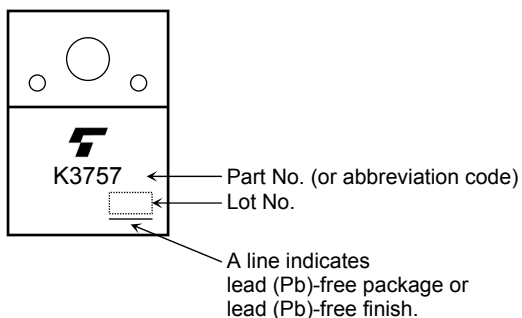 K3757
Part No. (or abbreviation code)
Lot No.
A line indicates
lead (Pb)-free package or
lead (Pb)-free finish.